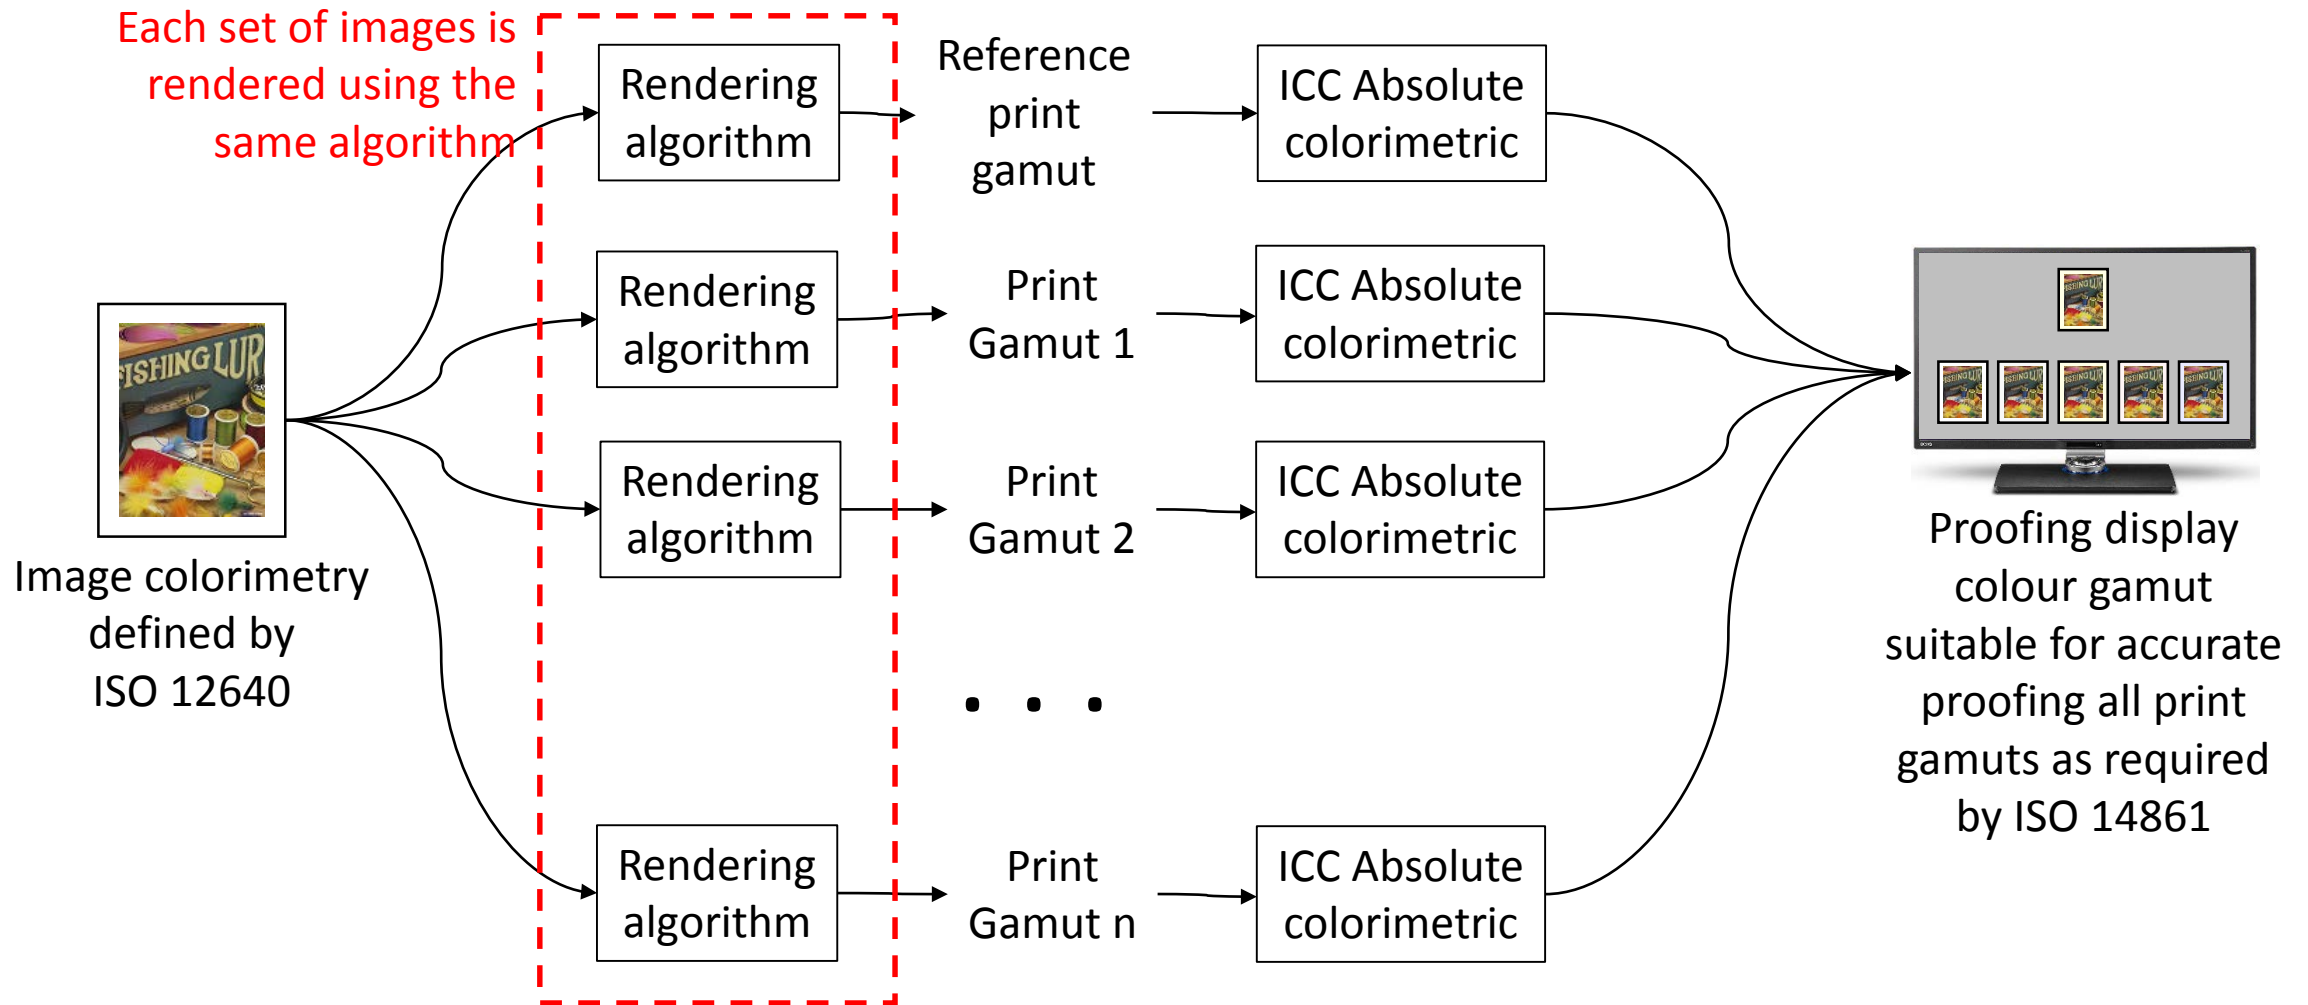 Each set of images is
rendered using the
same algorithm
Rendering
algorithm
Reference
print
gamut
ICC Absolute
colorimetric
Rendering
algorithm
Print
Gamut 1
ICC Absolute
colorimetric
FISHING LUR
Image colorimetry
defined by
ISO 12640
Rendering
algorithm
Print
Gamut 2
ICC Absolute
colorimetric
. . .
Rendering
algorithm
Print
Gamut n
ICC Absolute
colorimetric
Proofing display
colour gamut
suitable for accurate
proofing all print
gamuts as required
by ISO 14861